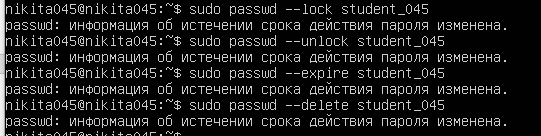 nikita045@nikita045:~$ sudo passwd --lock student_045
passwd: информация об истечении срока действия пароля изменена.
nikita045@nikita045:~$ sudo passwd --unlock student_045
passwd: информация об истечении срока действия пароля изменена.
nikita045@nikita045:~$ sudo passwd --expire student_045
passwd: информация об истечении срока действия пароля изменена.
nikita045@nikita045:~$ sudo passwd --delete student_045
passwd: информация об истечении срока действия пароля изменена.